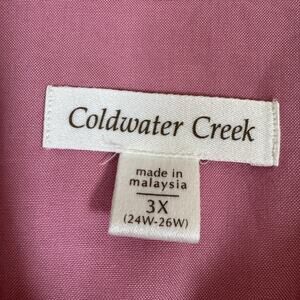 Coldwater Creek
made in
malaysia
3X
(24W-26W)